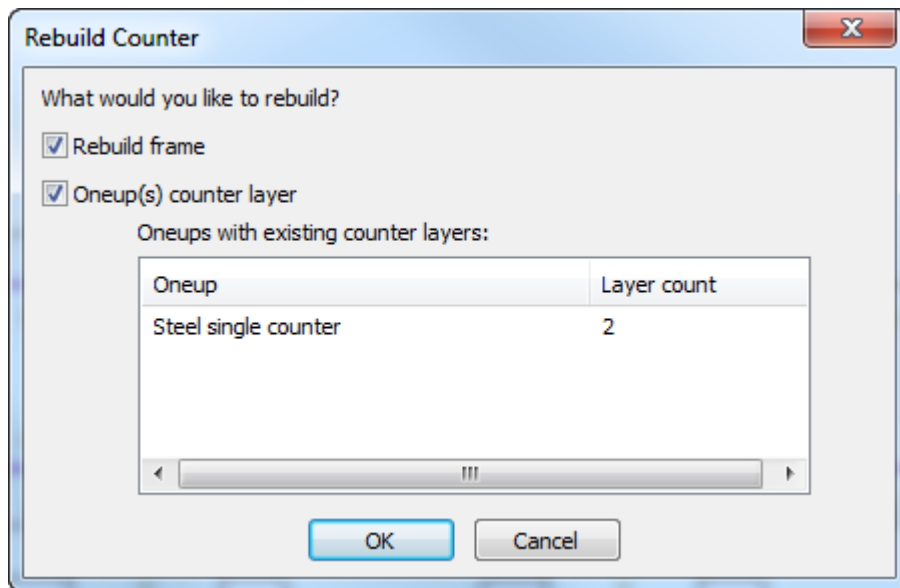 Rebuild Counter
What would you like to rebuild?
Rebuild frame
Oneup(s) counter layer
Oneups with existing counter layers:
Oneup Layer count
Steel single counter 2
OK Cancel